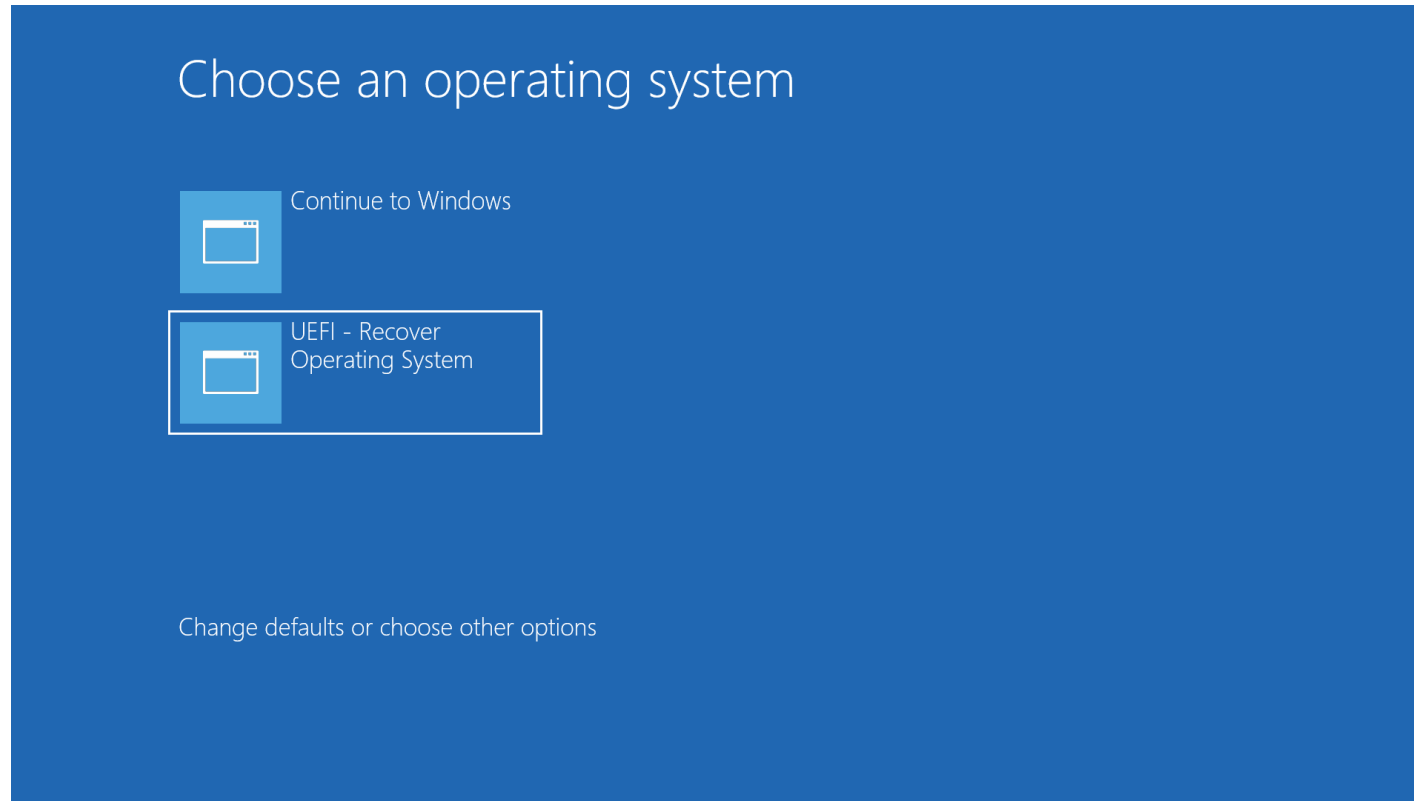 Choose an operating system
Continue to Windows
UEFI - Recover
Operating System
Change defaults or choose other options